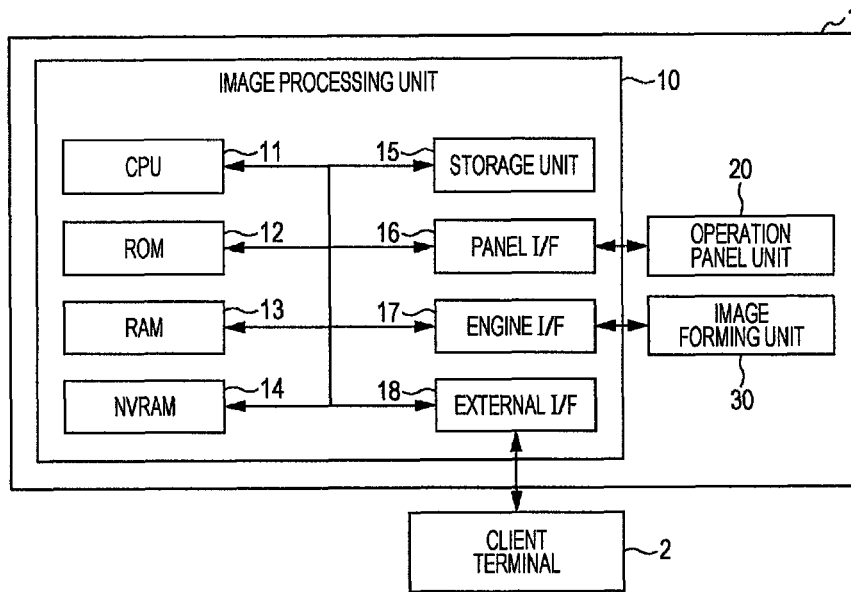 IMAGE PROCESSING UNIT
10
CPU
11
15
STORAGE UNIT
ROM
12
16
PANEL I/F
20
OPERATION
PANEL UNIT
RAM
13
17
ENGINE I/F
IMAGE
FORMING UNIT
30
NVRAM
14
18
EXTERNAL I/F
CLIENT
TERMINAL
2